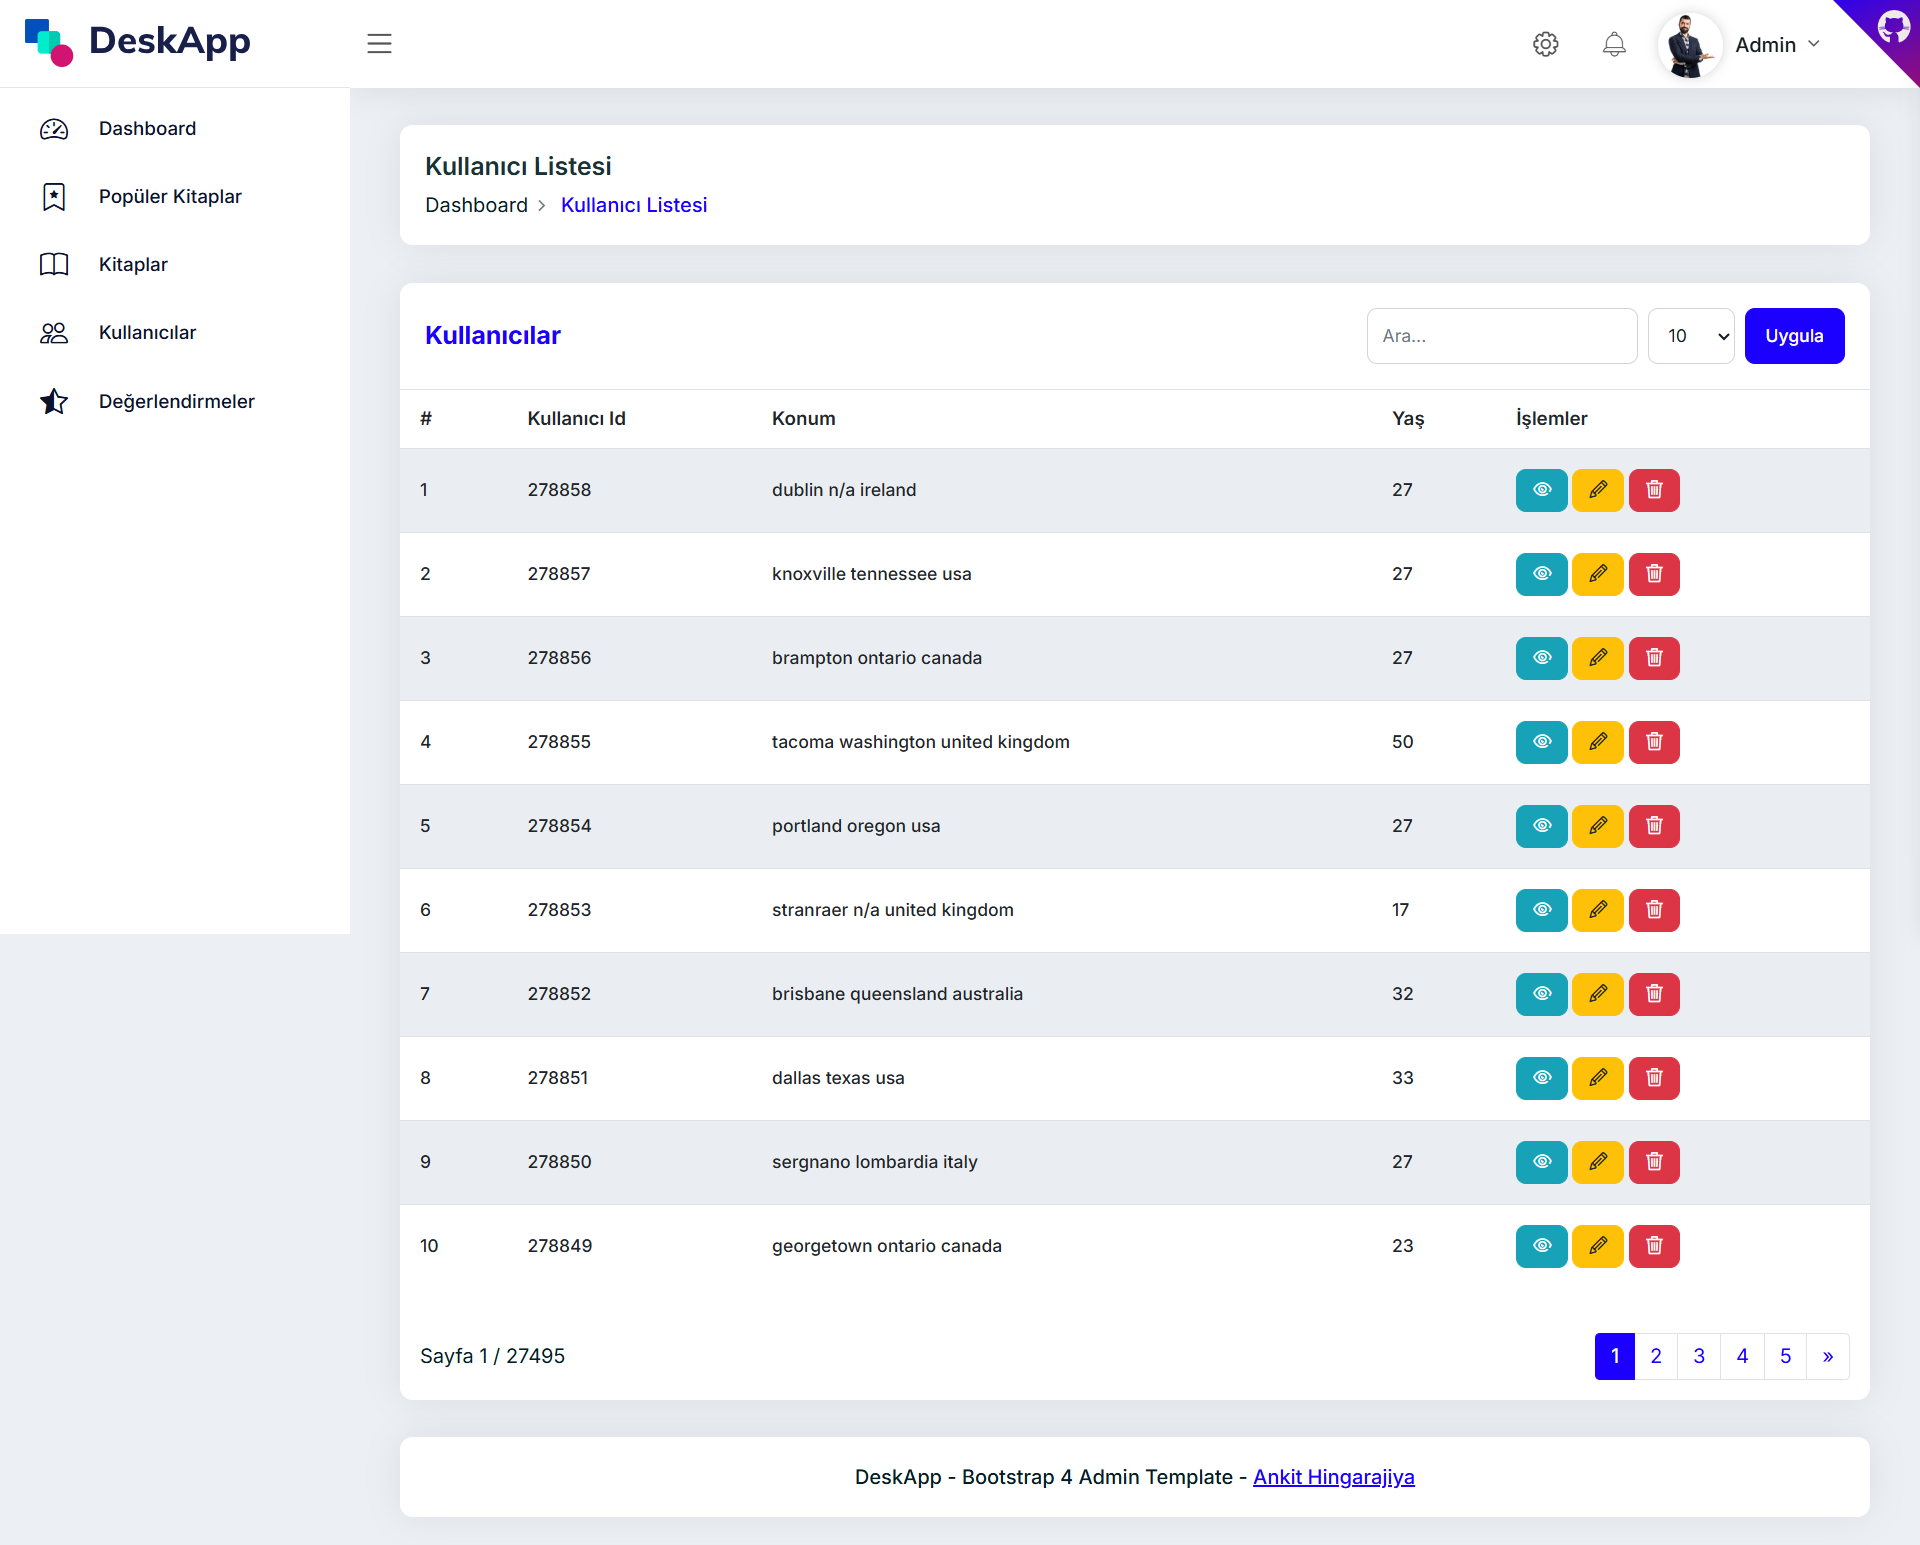 DeskApp
Admin
Dashboard
Popüler Kitaplar
Kitaplar
Kullanıcılar
Değerlendirmeler
Kullanıcı Listesi
Dashboard > Kullanıcı Listesi
Kullanıcılar
Ara... 10 Uygula
# Kullanıcı Id Konum Yaş İşlemler
1 278858 dublin n/a ireland 27
2 278857 knoxville tennessee usa 27
3 278856 brampton ontario canada 27
4 278855 tacoma washington united kingdom 50
5 278854 portland oregon usa 27
6 278853 stranraer n/a united kingdom 17
7 278852 brisbane queensland australia 32
8 278851 dallas texas usa 33
9 278850 sergnano lombardia italy 27
10 278849 georgetown ontario canada 23
Sayfa 1 / 27495 1 2 3 4 5 »
DeskApp - Bootstrap 4 Admin Template - Ankit Hingarajiya